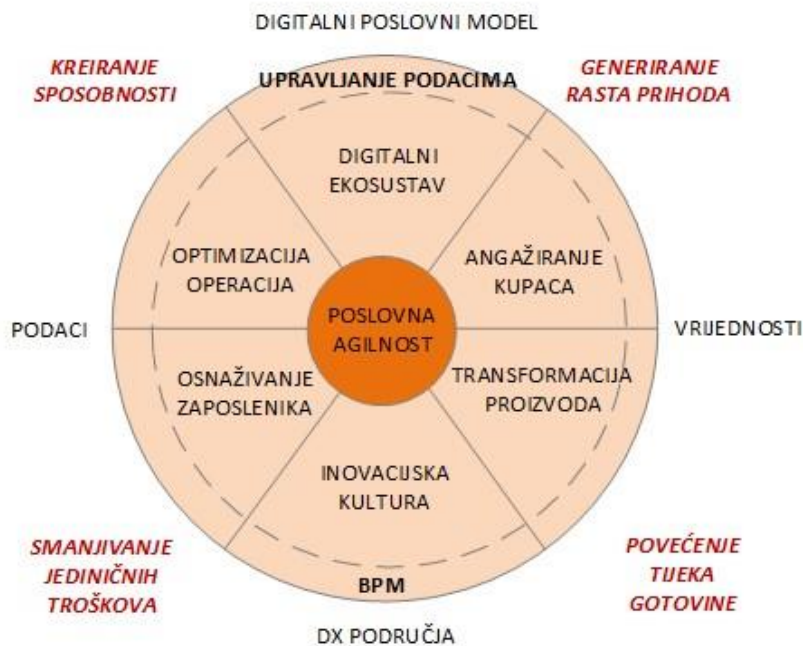 DIGITALNI POSLOVNI MODEL
KREIRANJE
SPOSOBNOSTI
UPRAVLJANJE PODACIMA
GENERIRANJE
RASTA PRIHODA
DIGITALNI
EKOSUSTAV
OPTIMIZACIJA
OPERACIJA
ANGAŽIRANJE
KUPACA
PODACI
POSLOVNA
AGILNOST
VRIJEDNOSTI
OSNAŽIVANJE
ZAPOSLENIKA
TRANSFORMACIJA
PROIZVODA
INOVACIJSKA
KULTURA
SMANJIVANJE
JEDINIČNIH
TROŠKOVA
BPM
POVEĆENJE
TIJEKA
GOTOVINE
DX PODRUČJA